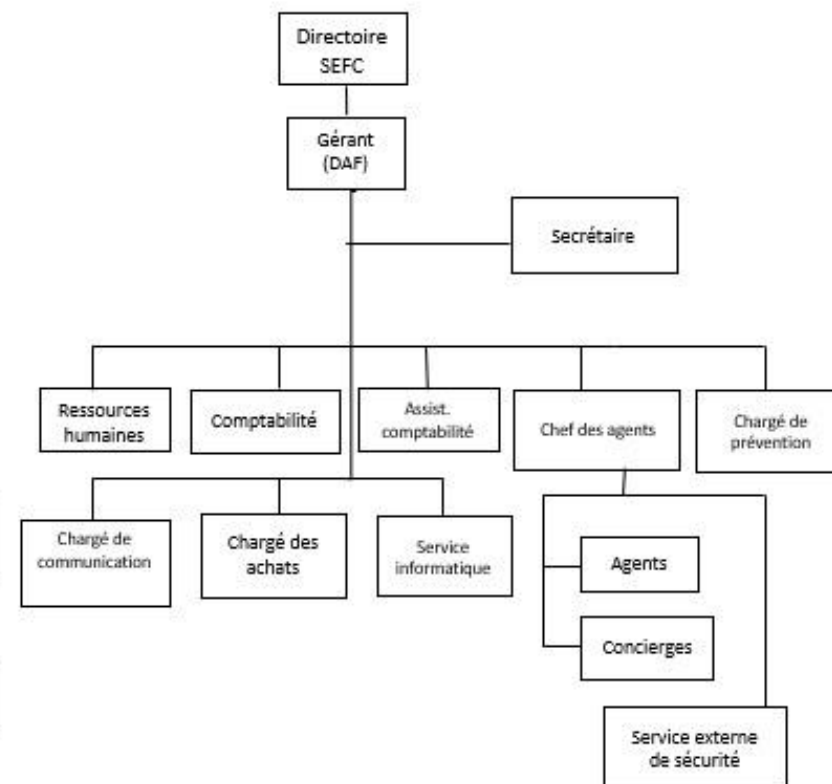 Directoire
SEFC
Gérant
(DAF)
Secrétaire
Ressources
humaines
Comptabilité
Assist.
comptabilité
Chef des agents
Chargé de
prévention
Chargé de
communication
Chargé des
achats
Service
informatique
Agents
Concierges
Service externe
de sécurité